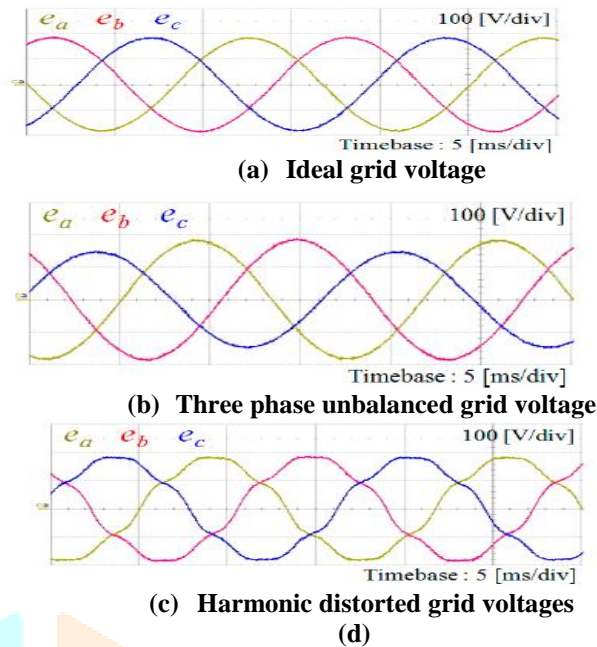 e_a e_b e_c 100 [V/div]
Timebase : 5 [ms/div]
(a) Ideal grid voltage
e_a e_b e_c 100 [V/div]
Timebase : 5 [ms/div]
(b) Three phase unbalanced grid voltage
e_a e_b e_c 100 [V/div]
Timebase : 5 [ms/div]
(c) Harmonic distorted grid voltages
(d)